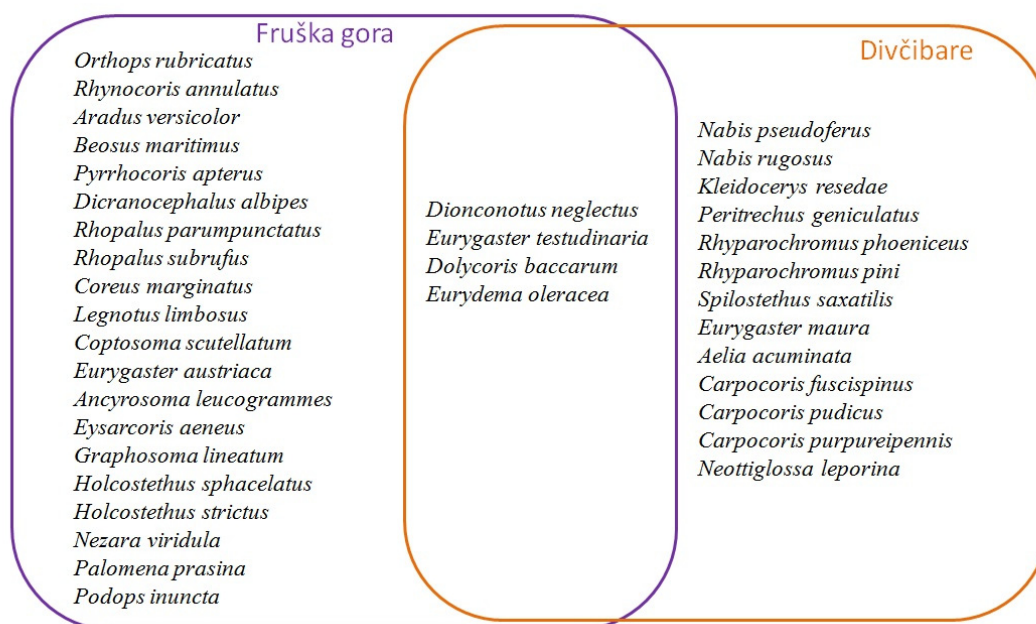 Fruška gora
Orthops rubricatus
Rhynocoris annulatus
Aradus versicolor
Beosus maritimus
Pyrrhocoris apterus
Dicranocephalus albipes
Rhopalus parumpunctatus
Rhopalus subrufus
Coreus marginatus
Legnotus limbosus
Coptosoma scutellatum
Eurygaster austriaca
Ancyrosoma leucogrammes
Eysarcoris aeneus
Graphosoma lineatum
Holcostethus sphacelatus
Holcostethus strictus
Nezara viridula
Palomena prasina
Podops inuncta
Dionconotus neglectus
Eurygaster testudinaria
Dolycoris baccarum
Eurydema oleracea
Divčibare
Nabis pseudoferus
Nabis rugosus
Kleidocerys resedae
Peritrechus geniculatus
Rhyparochromus phoeniceus
Rhyparochromus pini
Spilostethus saxatilis
Eurygaster maura
Aelia acuminata
Carpocoris fuscispinus
Carpocoris pudicus
Carpocoris purpureipennis
Neottiglossa leporina